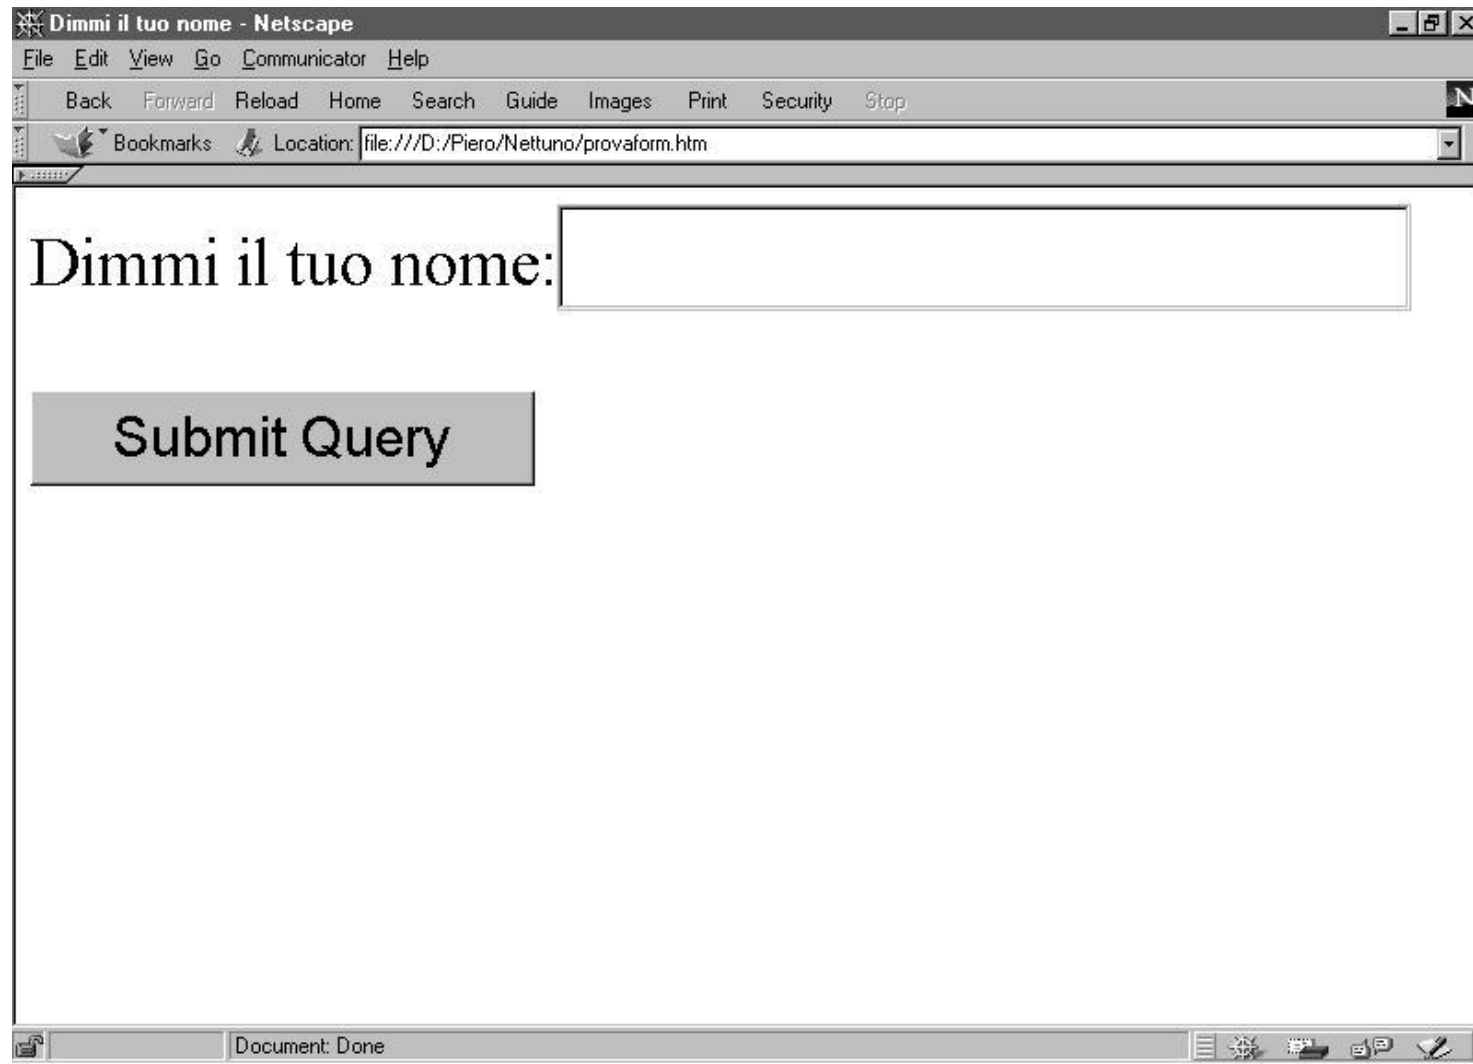 Dimmi il tuo nome - Netscape
File Edit View Go Communicator Help
Back Forward Reload Home Search Guide Images Print Security Stop
N
Bookmarks Location: file:///D:/Piero/Nettuno/provaform.htm
Dimmi il tuo nome:
Submit Query
Document: Done